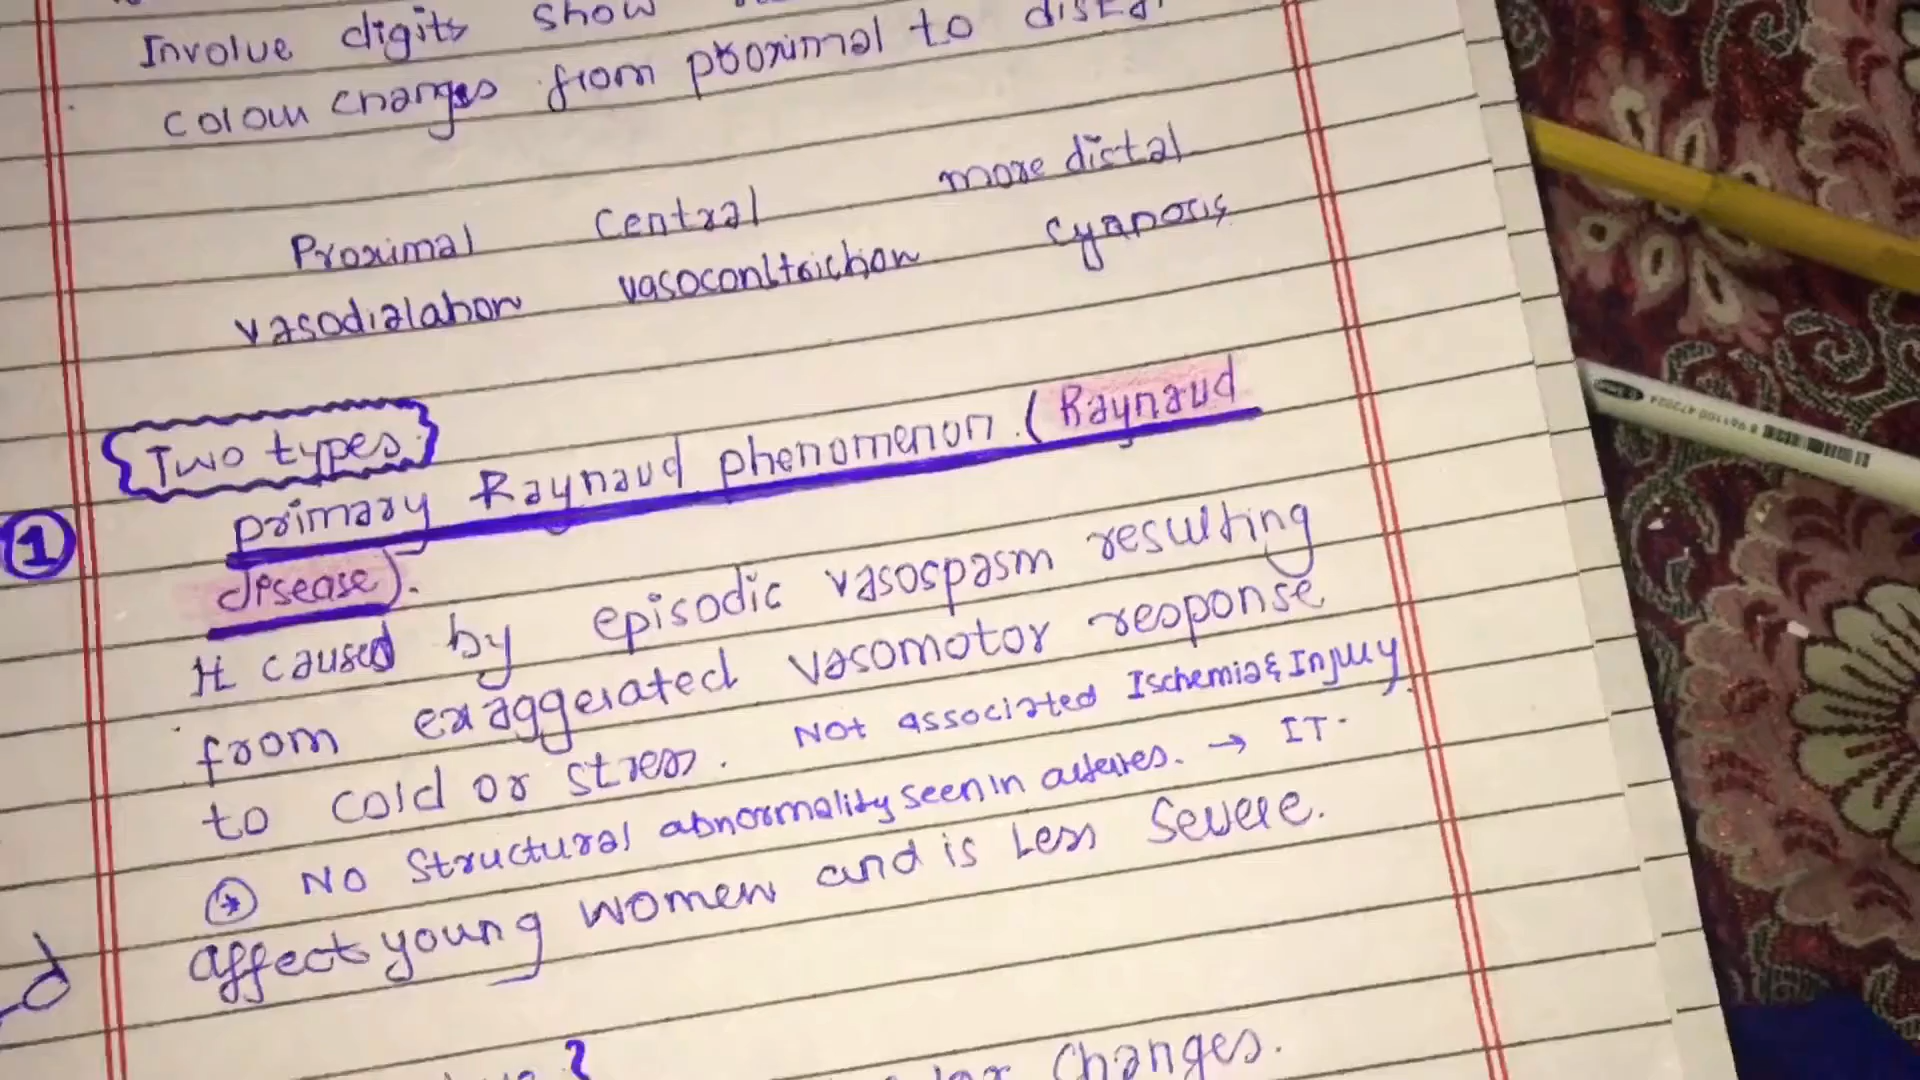 Involve digits show
colour changes from proximal to distal
Proximal Central more distal
vasodialation vasoconstriction cyanosis
Two types.
1 primary Raynaud phenomenon. (Raynaud
disease).
It caused by episodic vasospasm resulting
from exaggerated vasomotor response
to cold or stress. Not associated Ischemia & Injury
* No structural abnormality seen in arteries. → IT.
affect young women and is Less Severe.
Changes.